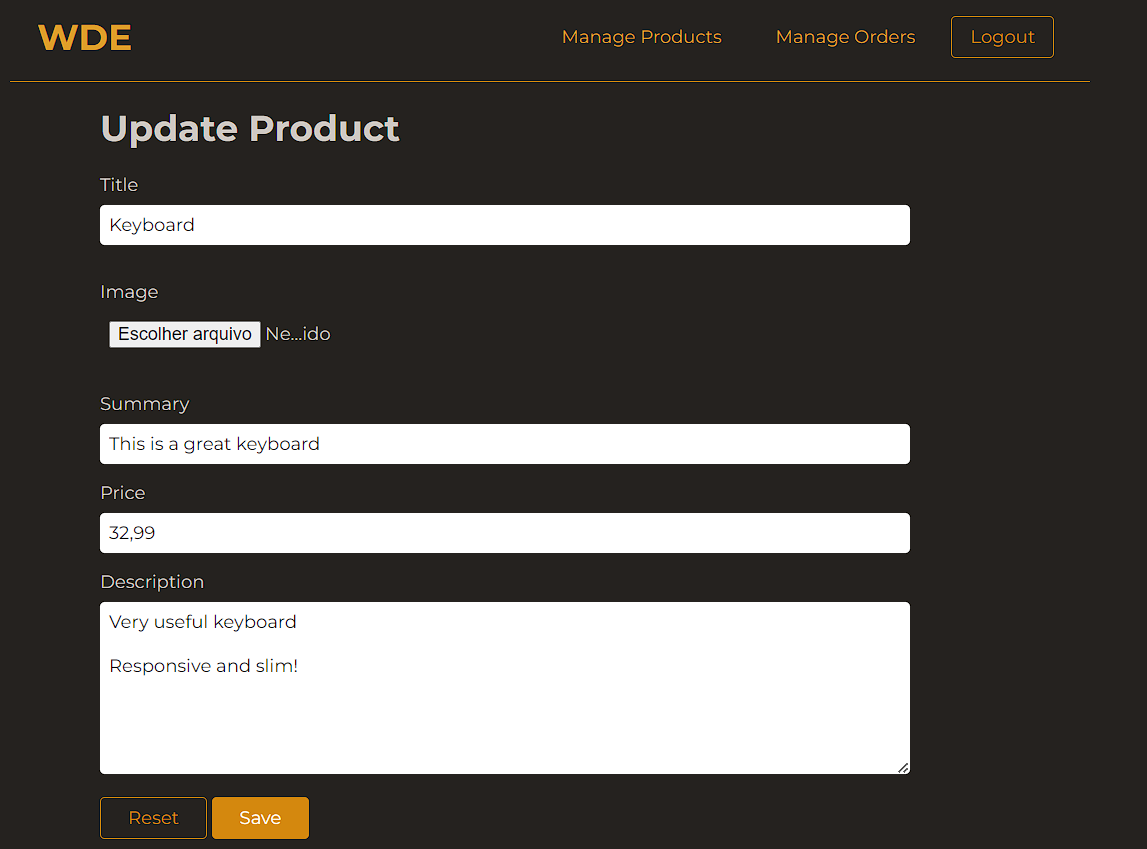 WDE
Manage Products
Manage Orders
Logout
Update Product
Title
Keyboard
Image
Escolher arquivo Ne...ido
Summary
This is a great keyboard
Price
32,99
Description
Very useful keyboard
Responsive and slim!
Reset
Save